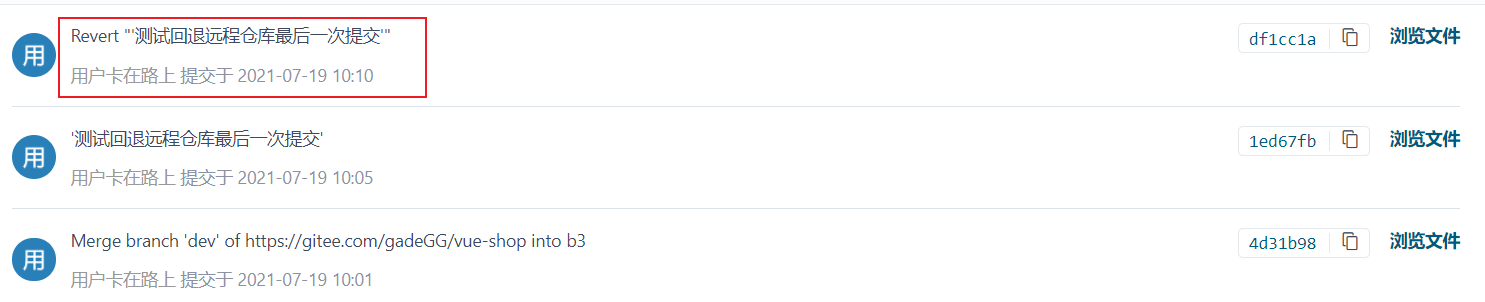 用
Revert "'测试回退远程仓库最后一次提交'"
df1cc1a
浏览文件
用户卡在路上 提交于 2021-07-19 10:10
用
'测试回退远程仓库最后一次提交'
1ed67fb
浏览文件
用户卡在路上 提交于 2021-07-19 10:05
用
Merge branch 'dev' of https://gitee.com/gadeGG/vue-shop into b3
4d31b98
浏览文件
用户卡在路上 提交于 2021-07-19 10:01